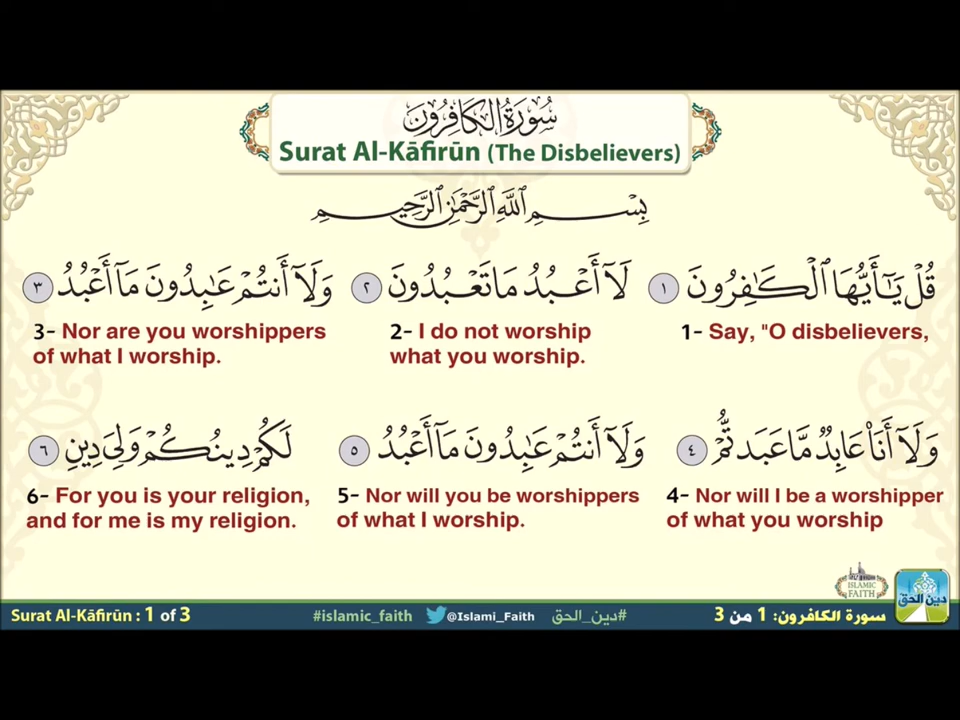 سُورَةُ الكَافِرُون
Surat Al-Kāfirūn (The Disbelievers)
بِسْمِ اللَّهِ الرَّحْمَٰنِ الرَّحِيمِ
قُلْ يَٰٓأَيُّهَا ٱلْكَٰفِرُونَ ١
1- Say, "O disbelievers,
لَآ أَعْبُدُ مَا تَعْبُدُونَ ٢
2- I do not worship
what you worship.
وَلَآ أَنتُمْ عَٰبِدُونَ مَآ أَعْبُدُ ٣
3- Nor are you worshippers
of what I worship.
وَلَآ أَنَا۠ عَابِدٌ مَّا عَبَدتُّمْ ٤
4- Nor will I be a worshipper
of what you worship
وَلَآ أَنتُمْ عَٰبِدُونَ مَآ أَعْبُدُ ٥
5- Nor will you be worshippers
of what I worship.
لَكُمْ دِينُكُمْ وَلِىَ دِينِ ٦
6- For you is your religion,
and for me is my religion.
ISLAMIC
FAITH
دين الحق
Surat Al-Kāfirūn : 1 of 3
#islamic_faith
@Islami_Faith
#دين_الحق
سورة الكافرون: 1 من 3